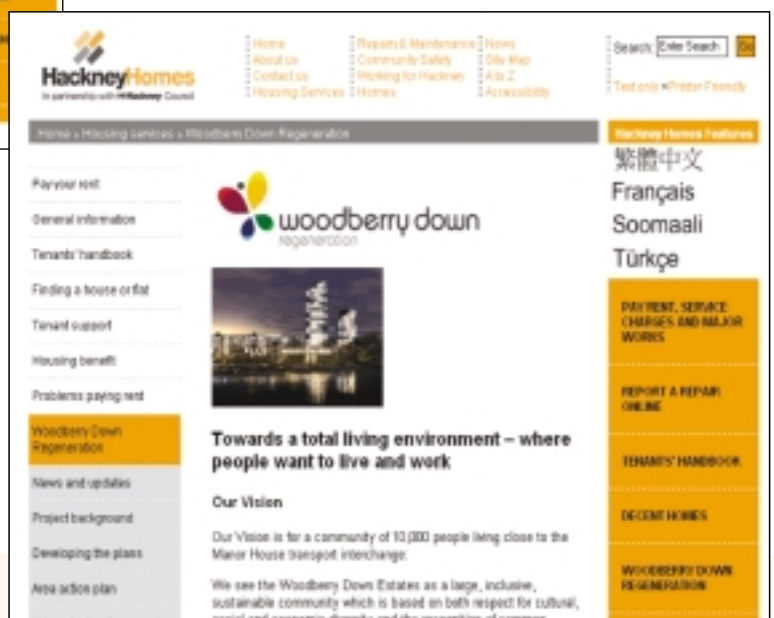 HackneyHomes
In partnership with Hackney Council
Home
About us
Contact us
Housing Services
Repairs & Maintenance
Community Safety
Working for Hackney
Homes
News
Site Map
A to Z
Accessibility
Search: Enter Search Go
Text only Printer Friendly
Home » Housing services » Woodberry Down Regeneration
Pay your rent
General information
Tenants' handbook
Finding a house or flat
Tenant support
Housing benefit
Problems paying rent
Woodberry Down
Regeneration
News and updates
Project background
Developing the plans
Area action plan
woodberry down
regeneration
Towards a total living environment – where
people want to live and work
Our Vision
Our Vision is for a community of 10,000 people living close to the
Manor House transport interchange:
We see the Woodberry Down Estates as a large, inclusive,
sustainable community which is based on both respect for cultural,
social and economic diversity and the recognition of common
Hackney Homes Features
繁體中文
Français
Soomaali
Türkçe
PAYMENT, SERVICE
CHARGES AND MAJOR
WORKS
REPORT A REPAIR
ONLINE
TENANTS' HANDBOOK
DECENT HOMES
WOODBERRY DOWN
REGENERATION